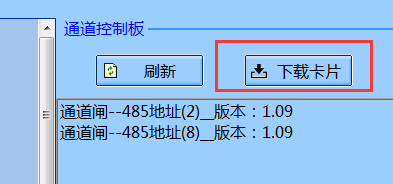 通道控制板
刷新 下载卡片
通道闸--485地址(2)__版本：1.09
通道闸--485地址(8)__版本：1.09